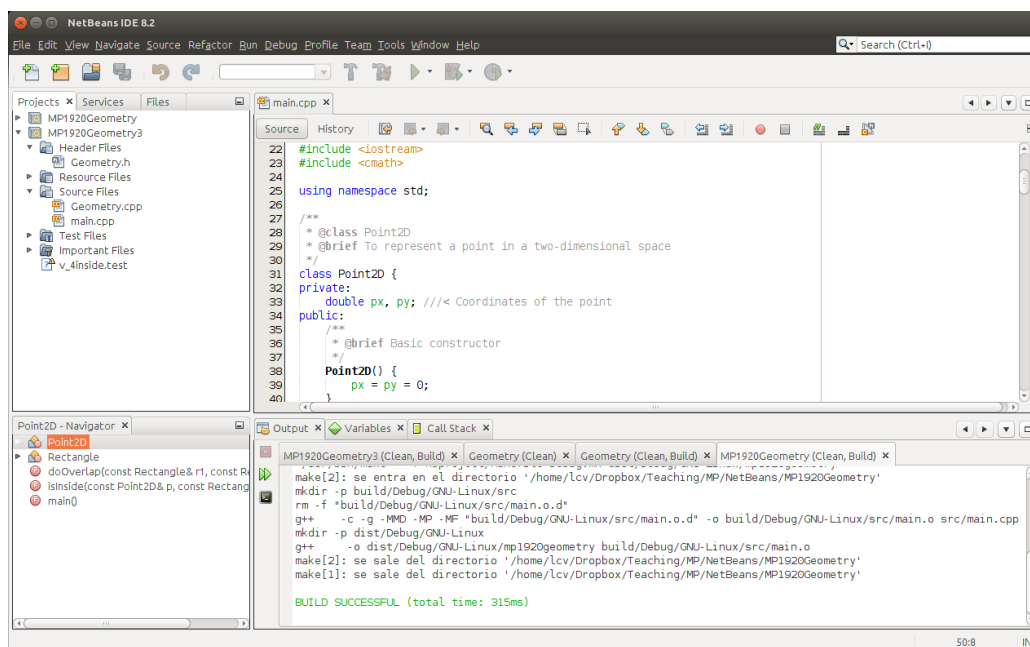 NetBeans IDE 8.2
File Edit View Navigate Source Refactor Run Debug Profile Team Tools Window Help
Search (Ctrl+I)
Projects Services Files
MP1920Geometry
MP1920Geometry3
Header Files
Geometry.h
Resource Files
Source Files
Geometry.cpp
main.cpp
Test Files
Important Files
v_4inside.test
main.cpp
Source History
22 #include <iostream>
23 #include <cmath>
24
25 using namespace std;
26
27 /**
28 * @class Point2D
29 * @brief To represent a point in a two-dimensional space
30 */
31 class Point2D {
32 private:
33 double px, py; ///< Coordinates of the point
34 public:
35 /**
36 * @brief Basic constructor
37 */
38 Point2D() {
39 px = py = 0;
40 }
Point2D - Navigator
Point2D
Rectangle
doOverlap(const Rectangle& r1, const Re
isInside(const Point2D& p, const Rectang
main()
Output Variables Call Stack
MP1920Geometry3 (Clean, Build) Geometry (Clean) Geometry (Clean, Build) MP1920Geometry (Clean, Build)
make[2]: se entra en el directorio '/home/lcv/Dropbox/Teaching/MP/NetBeans/MP1920Geometry'
mkdir -p build/Debug/GNU-Linux/src
rm -f "build/Debug/GNU-Linux/src/main.o.d"
g++ -c -g -MMD -MP -MF "build/Debug/GNU-Linux/src/main.o.d" -o build/Debug/GNU-Linux/src/main.o src/main.cpp
mkdir -p dist/Debug/GNU-Linux
g++ -o dist/Debug/GNU-Linux/mp1920geometry build/Debug/GNU-Linux/src/main.o
make[2]: se sale del directorio '/home/lcv/Dropbox/Teaching/MP/NetBeans/MP1920Geometry'
make[1]: se sale del directorio '/home/lcv/Dropbox/Teaching/MP/NetBeans/MP1920Geometry'
BUILD SUCCESSFUL (total time: 315ms)
50:8 IN